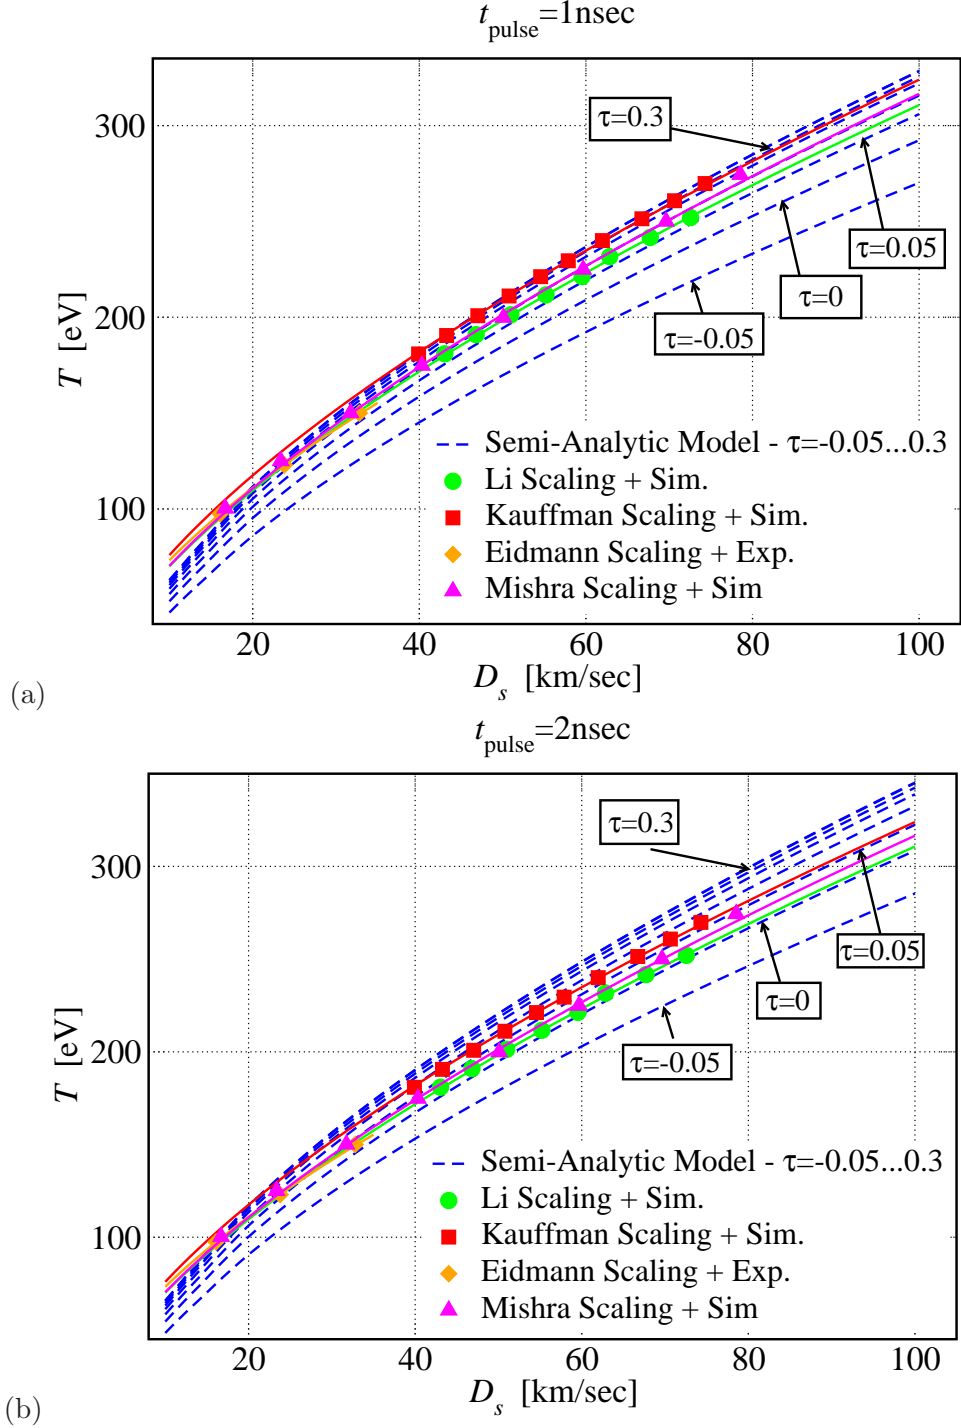 t_pulse=1nsec
300
200
100
T [eV]
τ=0.3
τ=0.05
τ=0
τ=-0.05
Semi-Analytic Model - τ=-0.05...0.3
Li Scaling + Sim.
Kauffman Scaling + Sim.
Eidmann Scaling + Exp.
Mishra Scaling + Sim
20 40 60 80 100
D_s [km/sec]
(a)
t_pulse=2nsec
300
200
100
T [eV]
τ=0.3
τ=0.05
τ=0
τ=-0.05
Semi-Analytic Model - τ=-0.05...0.3
Li Scaling + Sim.
Kauffman Scaling + Sim.
Eidmann Scaling + Exp.
Mishra Scaling + Sim
20 40 60 80 100
D_s [km/sec]
(b)